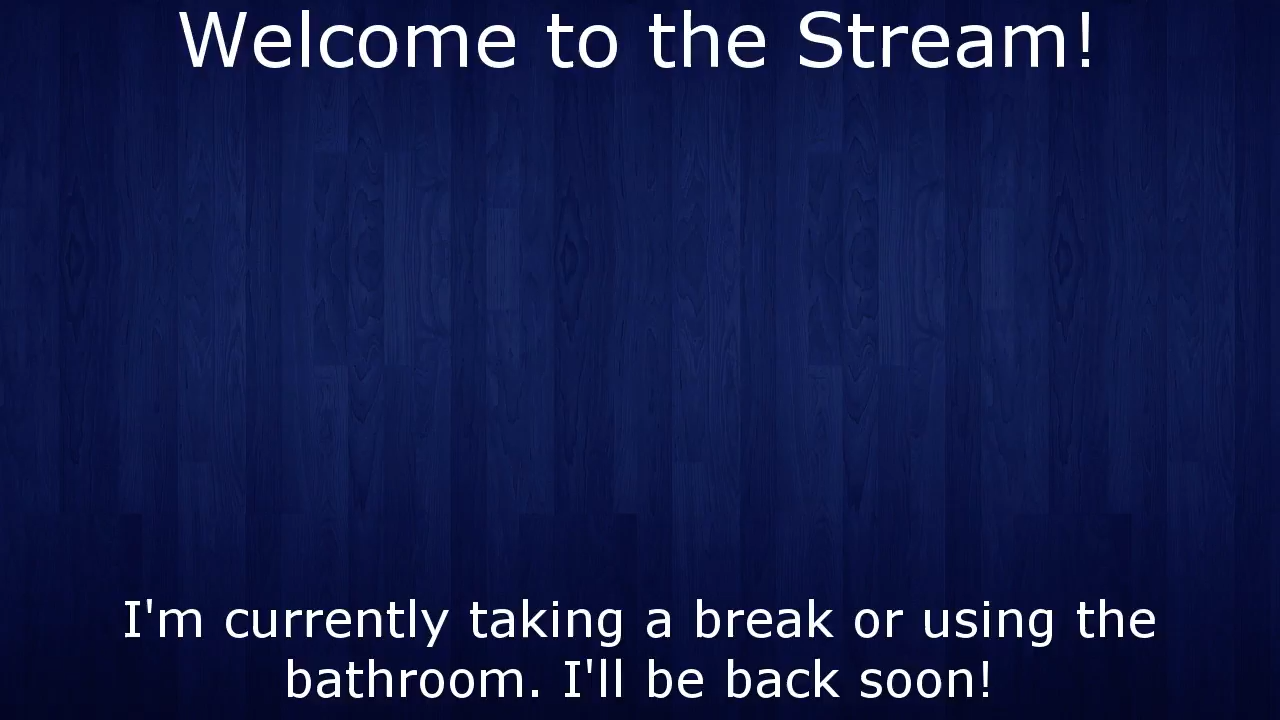 Welcome to the Stream!
I'm currently taking a break or using the
bathroom. I'll be back soon!